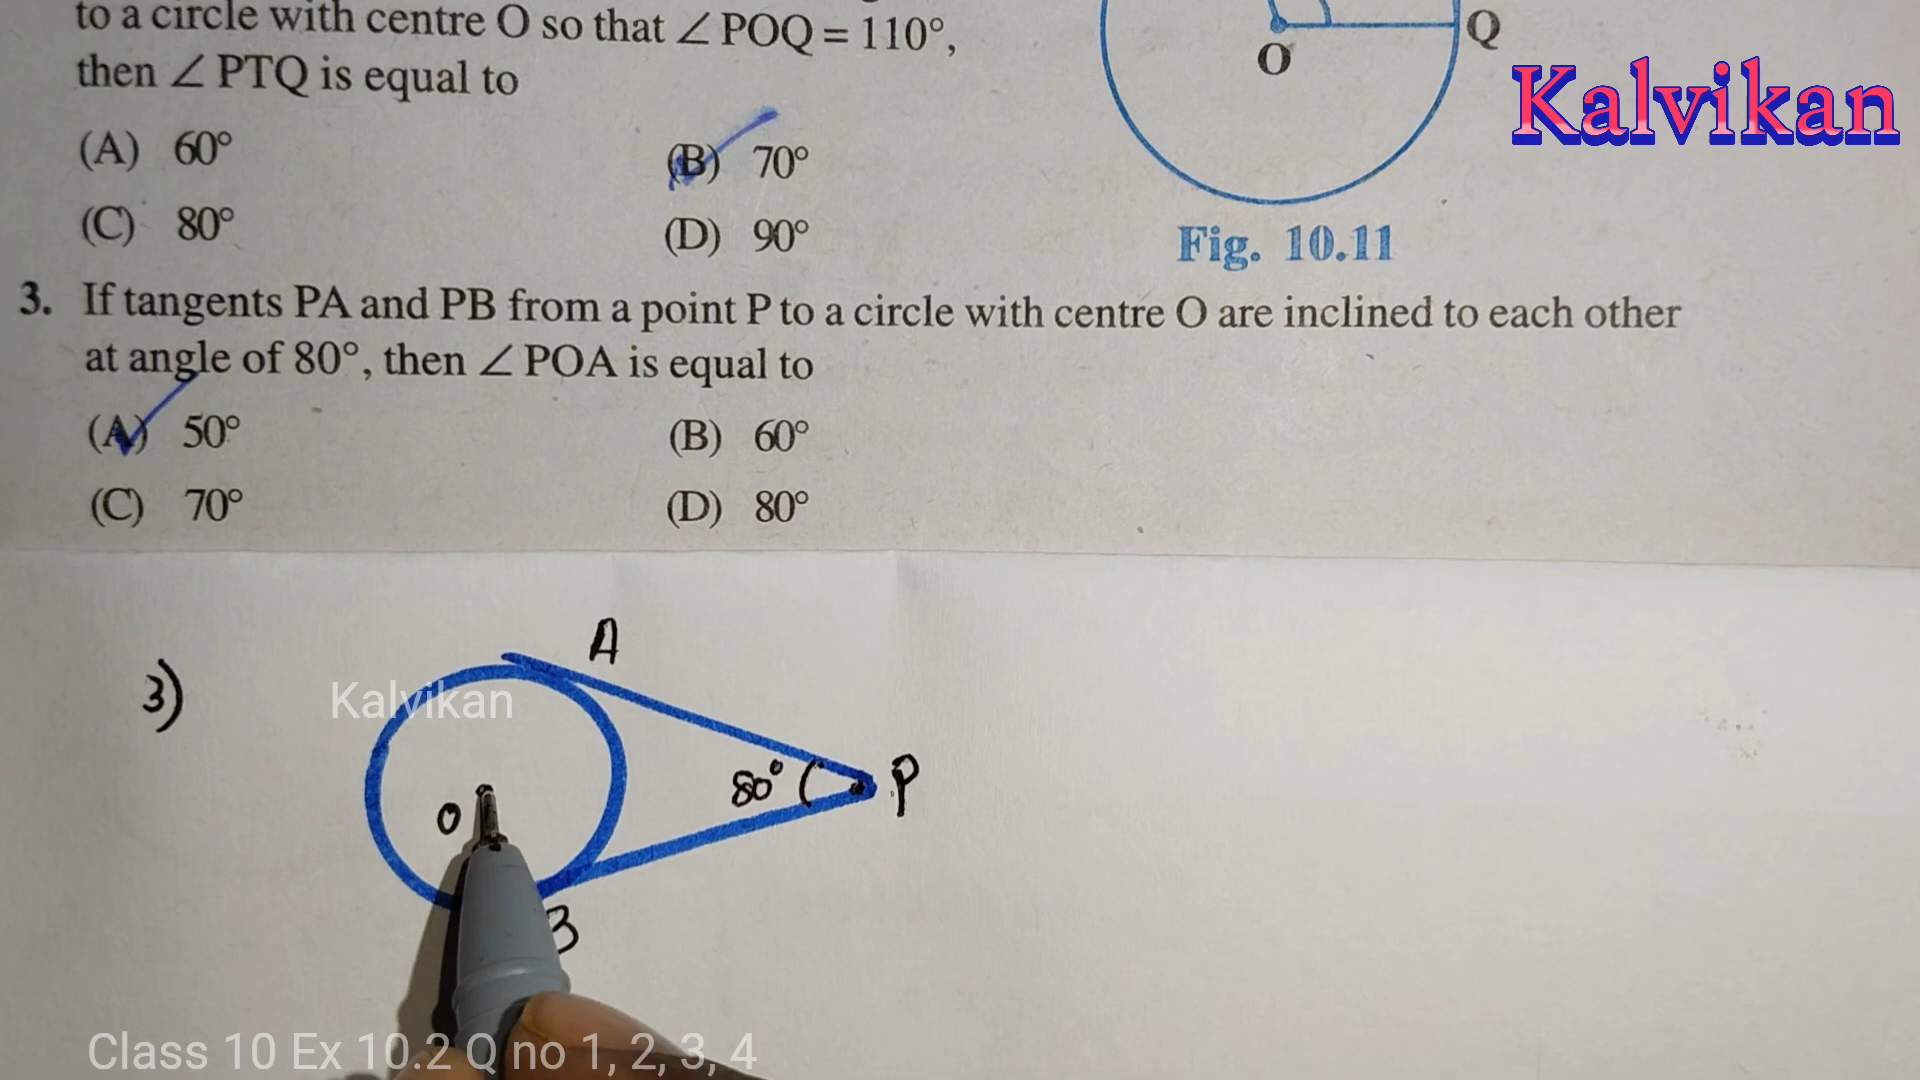 to a circle with centre O so that ∠ POQ = 110°,
then ∠ PTQ is equal to
(A) 60°
(B) 70°
(C) 80°
(D) 90°
O
Q
Kalvikan
Fig. 10.11
3. If tangents PA and PB from a point P to a circle with centre O are inclined to each other
at angle of 80°, then ∠ POA is equal to
(A) 50°
(B) 60°
(C) 70°
(D) 80°
3)
A
Kalvikan
80°
P
O
B
Class 10 Ex 10.2 Q no 1, 2, 3, 4